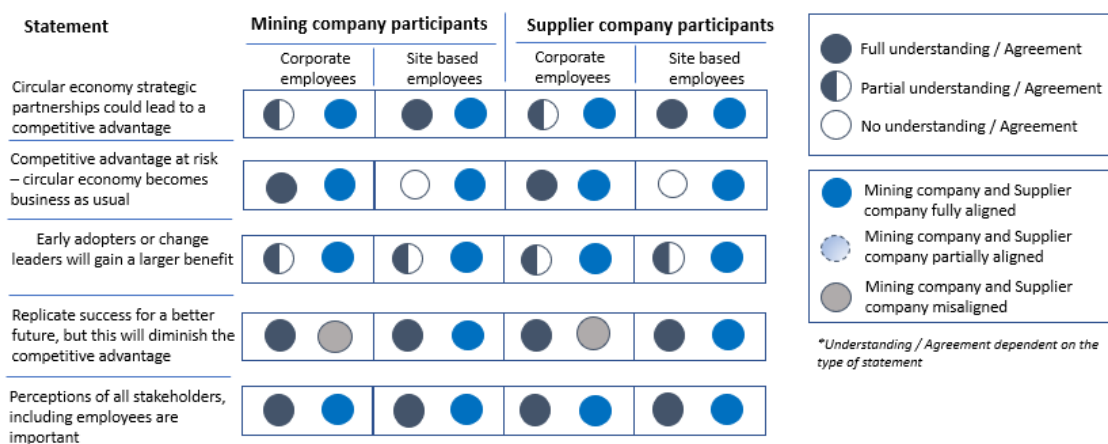 Statement
Mining company participants
Supplier company participants
Corporate
employees
Site based
employees
Corporate
employees
Site based
employees
Circular economy strategic
partnerships could lead to a
competitive advantage
Competitive advantage at risk
– circular economy becomes
business as usual
Early adopters or change
leaders will gain a larger benefit
Replicate success for a better
future, but this will diminish the
competitive advantage
Perceptions of all stakeholders,
including employees are
important
Full understanding / Agreement
Partial understanding / Agreement
No understanding / Agreement
Mining company and Supplier
company fully aligned
Mining company and Supplier
company partially aligned
Mining company and Supplier
company misaligned
*Understanding / Agreement dependent on the
type of statement